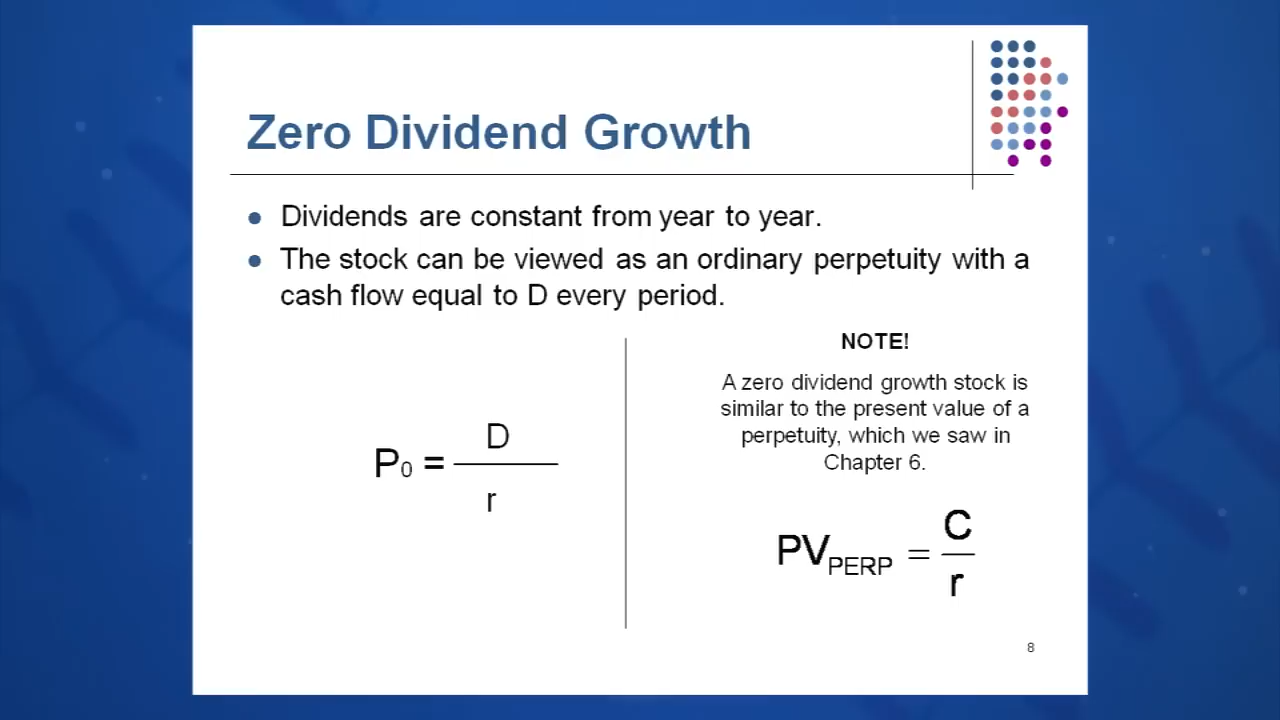 Zero Dividend Growth
Dividends are constant from year to year.
The stock can be viewed as an ordinary perpetuity with a
cash flow equal to D every period.
P0 = D
r
NOTE!
A zero dividend growth stock is
similar to the present value of a
perpetuity, which we saw in
Chapter 6.
PVPERP = C
r
8